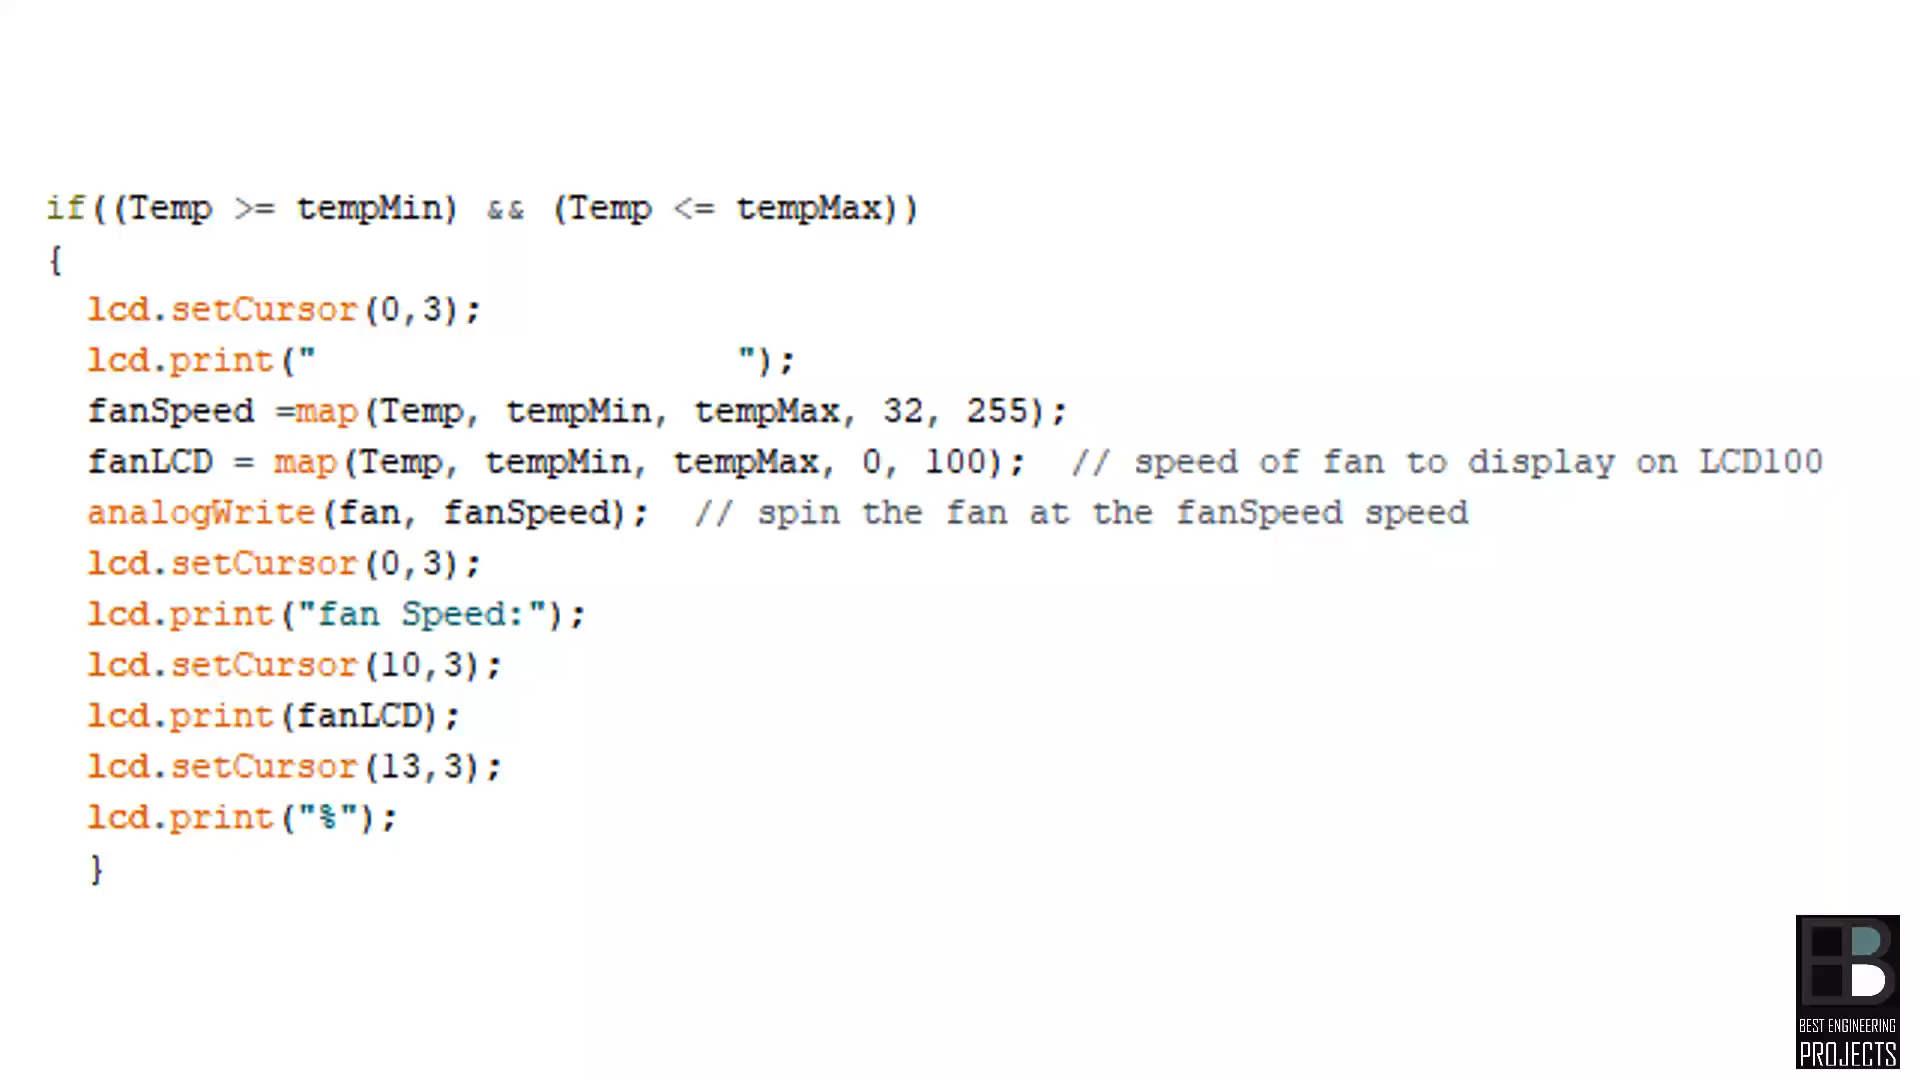 if((Temp >= tempMin) && (Temp <= tempMax))
{
  lcd.setCursor(0,3);
  lcd.print("                    ");
  fanSpeed =map(Temp, tempMin, tempMax, 32, 255);
  fanLCD = map(Temp, tempMin, tempMax, 0, 100);  // speed of fan to display on LCD100
  analogWrite(fan, fanSpeed);  // spin the fan at the fanSpeed speed
  lcd.setCursor(0,3);
  lcd.print("fan Speed:");
  lcd.setCursor(10,3);
  lcd.print(fanLCD);
  lcd.setCursor(13,3);
  lcd.print("%");
  }
BEST ENGINEERING
PROJECTS